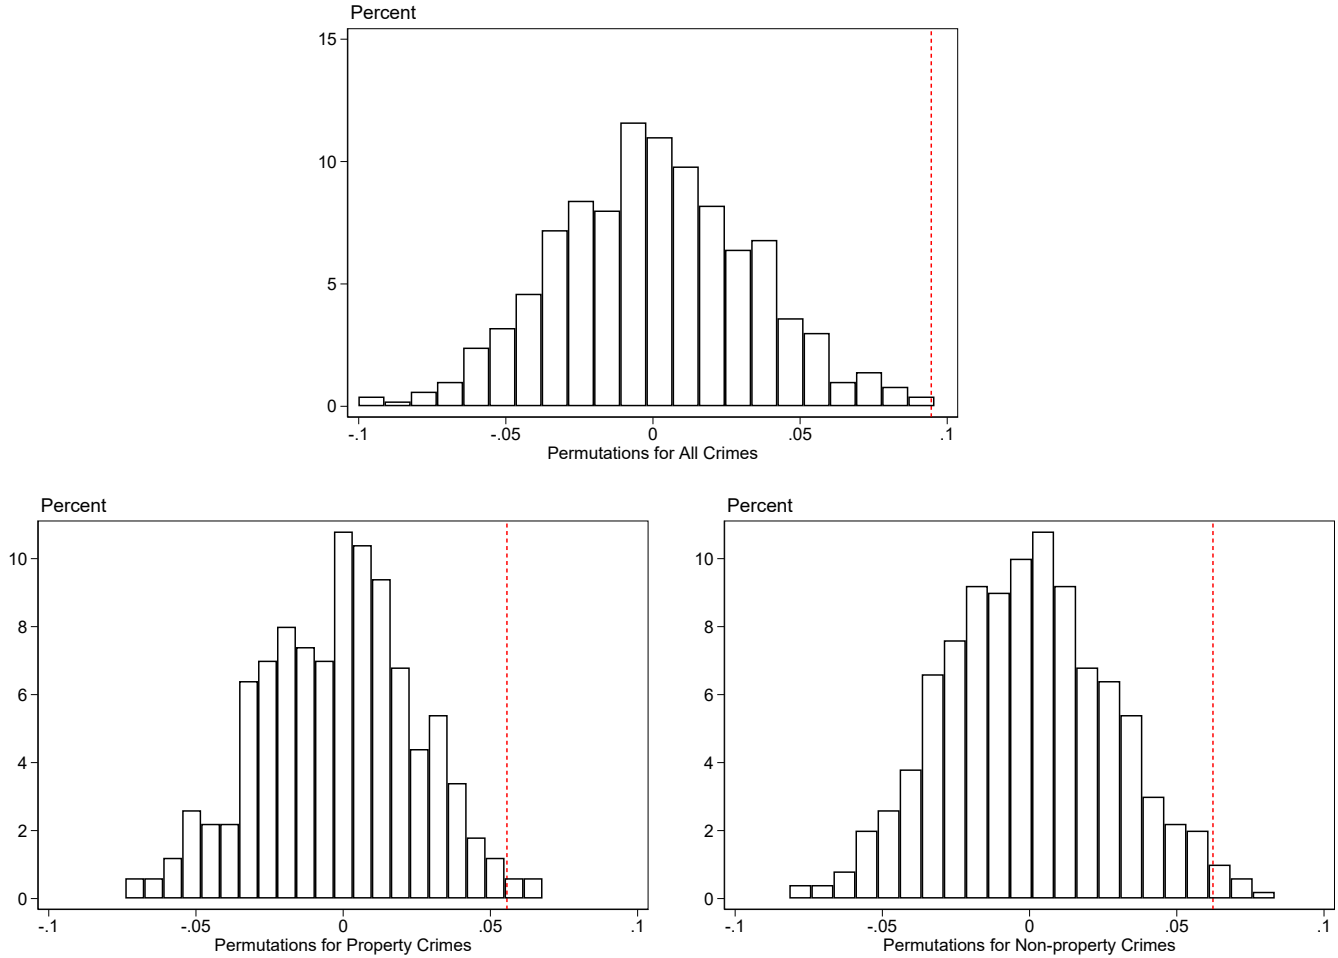 Percent
15
10
5
0
-.1 -.05 0 .05 .1
Permutations for All Crimes
Percent
10
8
6
4
2
0
-.1 -.05 0 .05 .1
Permutations for Property Crimes
Percent
10
8
6
4
2
0
-.1 -.05 0 .05 .1
Permutations for Non-property Crimes